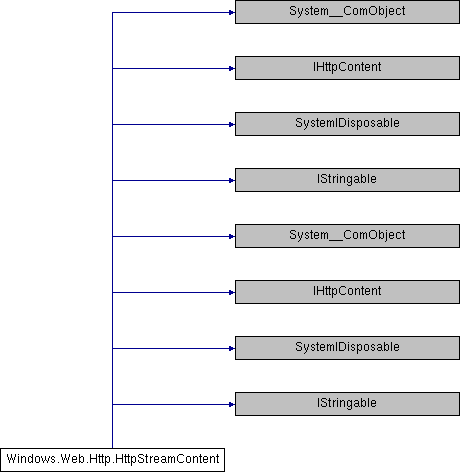 System__ComObject
IHttpContent
SystemIDisposable
IStringable
System__ComObject
IHttpContent
SystemIDisposable
IStringable
Windows.Web.Http.HttpStreamContent